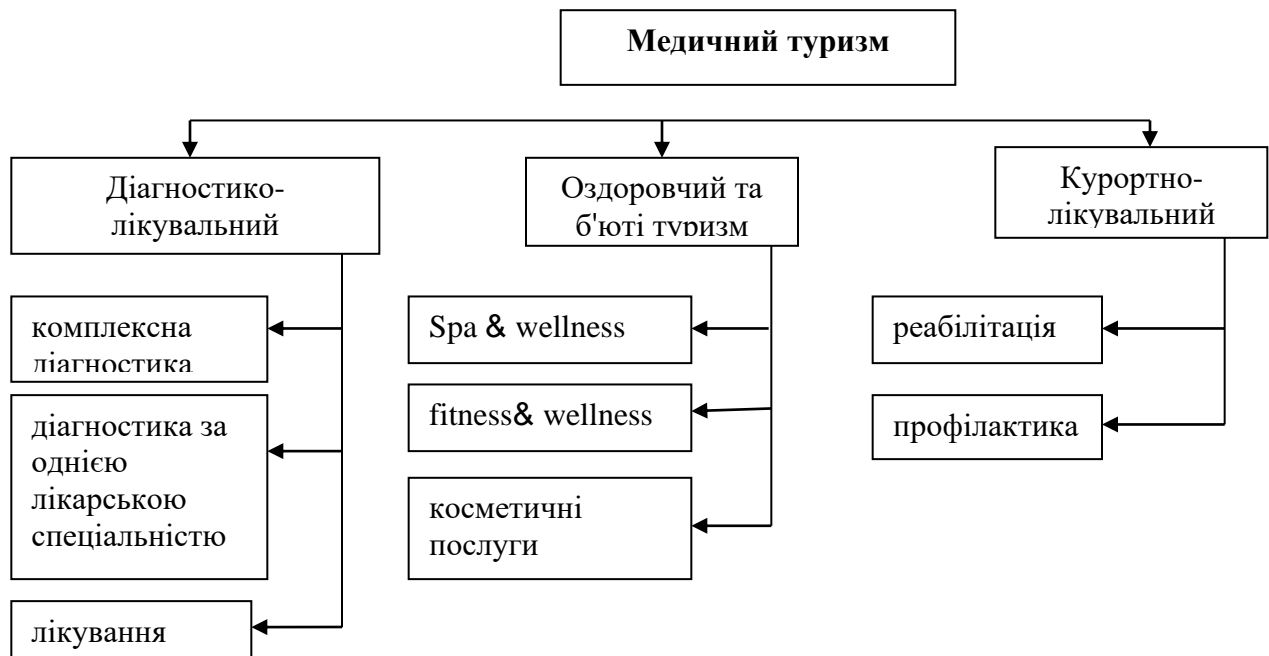 Медичний туризм
Діагностико-
лікувальний
Оздоровчий та
б'юті туризм
Курортно-
лікувальний
комплексна
діагностика
діагностика за
однією
лікарською
спеціальністю
лікування
Spa & wellness
fitness& wellness
косметичні
послуги
реабілітація
профілактика